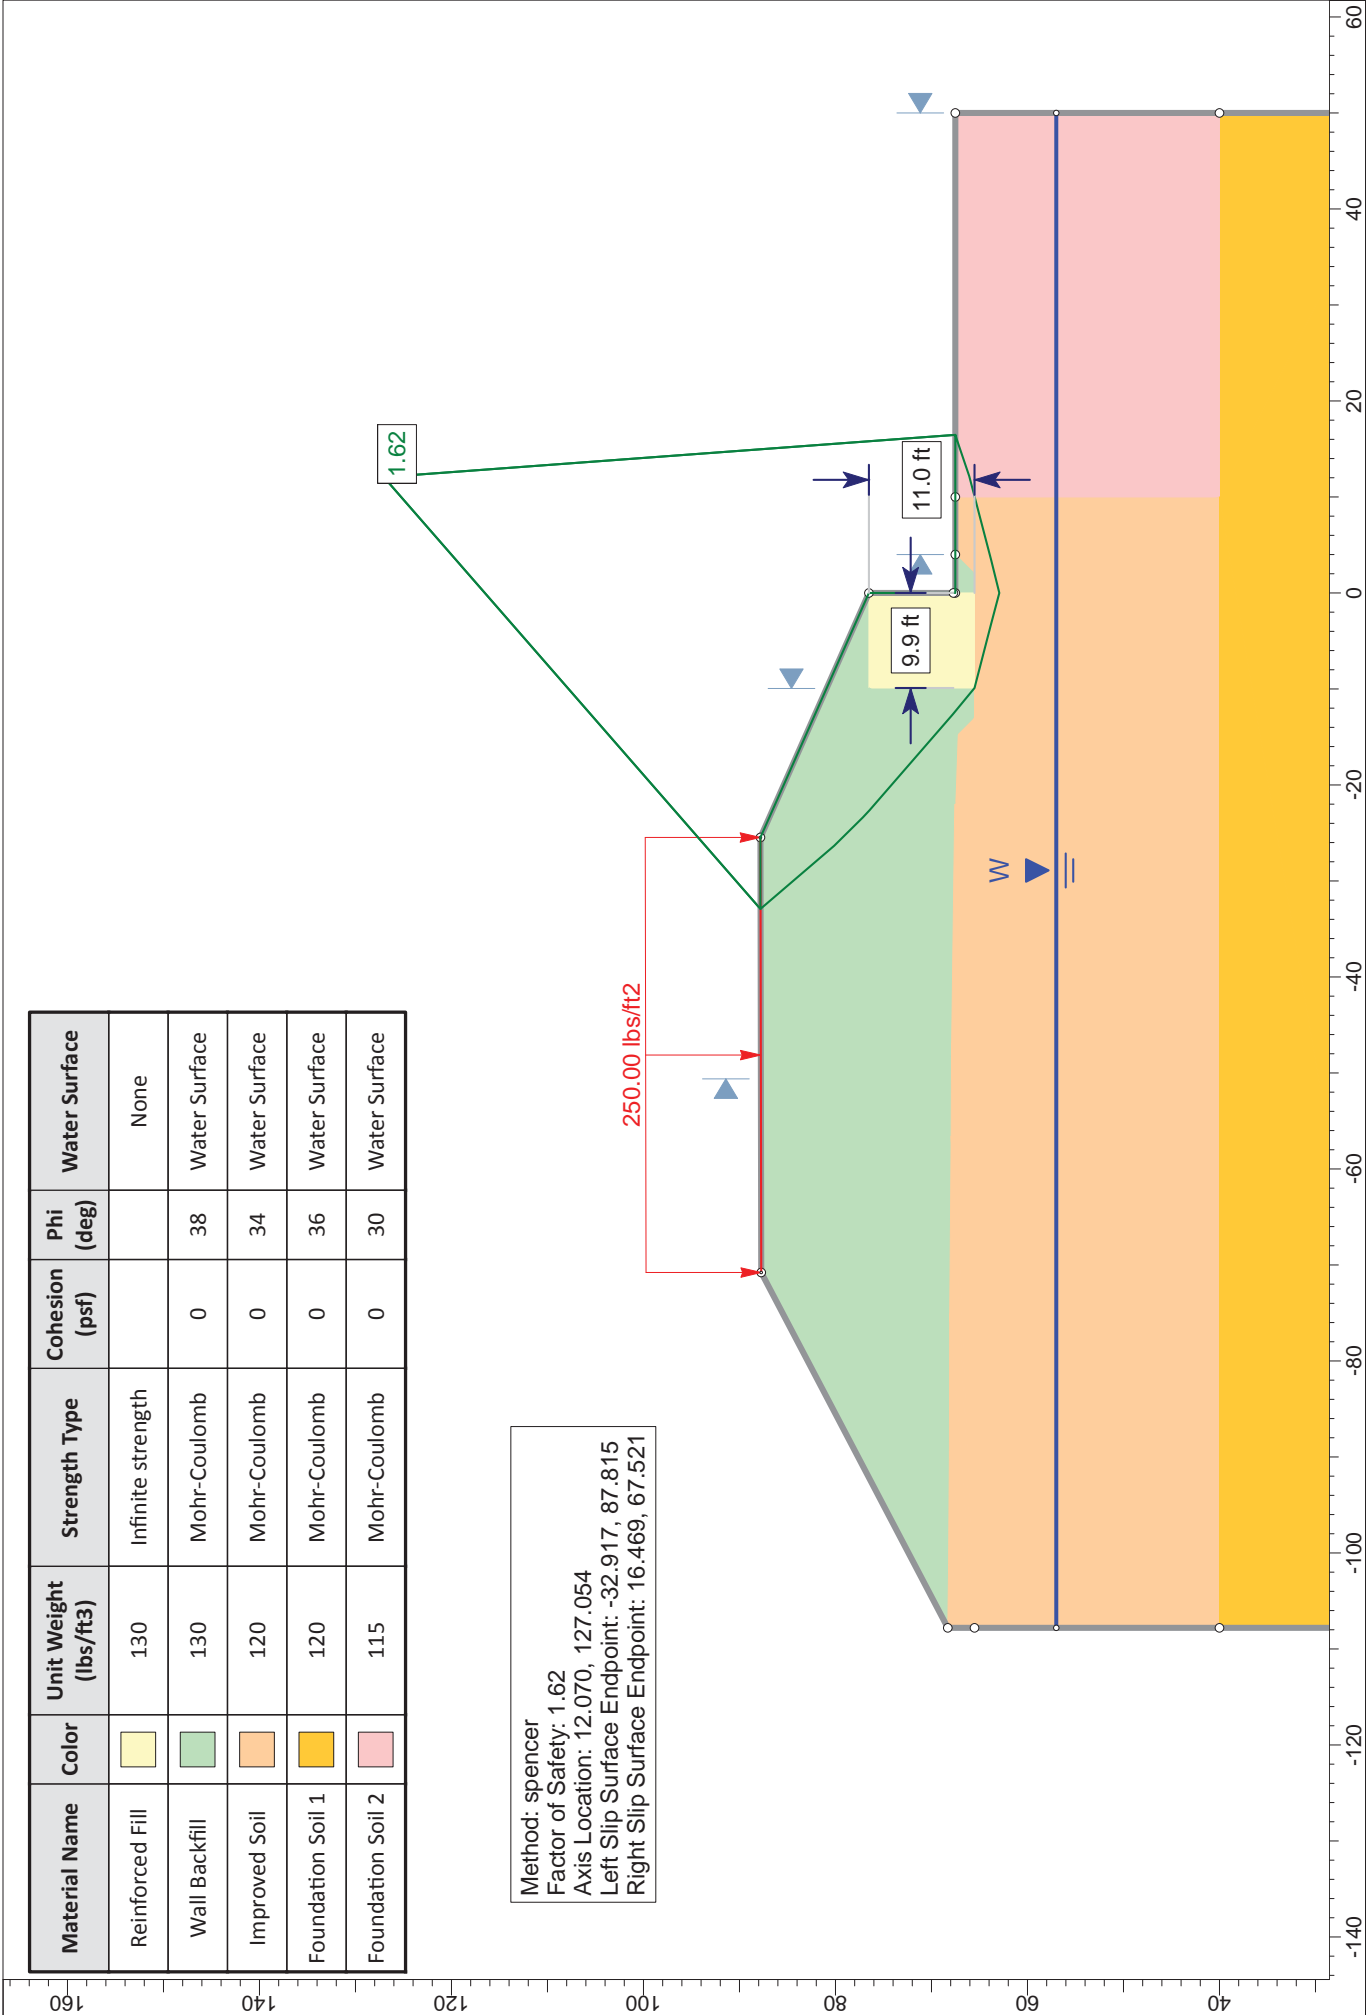 Material Name Color Unit Weight (lbs/ft3) Strength Type Cohesion (psf) Phi (deg) Water Surface
Reinforced Fill 130 Infinite strength None
Wall Backfill 130 Mohr-Coulomb 0 38 Water Surface
Improved Soil 120 Mohr-Coulomb 0 34 Water Surface
Foundation Soil 1 120 Mohr-Coulomb 0 36 Water Surface
Foundation Soil 2 115 Mohr-Coulomb 0 30 Water Surface
1.62
Method: spencer
Factor of Safety: 1.62
Axis Location: 12.070, 127.054
Left Slip Surface Endpoint: -32.917, 87.815
Right Slip Surface Endpoint: 16.469, 67.521
250.00 lbs/ft2
9.9 ft
11.0 ft
W
160
140
120
100
80
60
40
-140 -120 -100 -80 -60 -40 -20 0 20 40 60